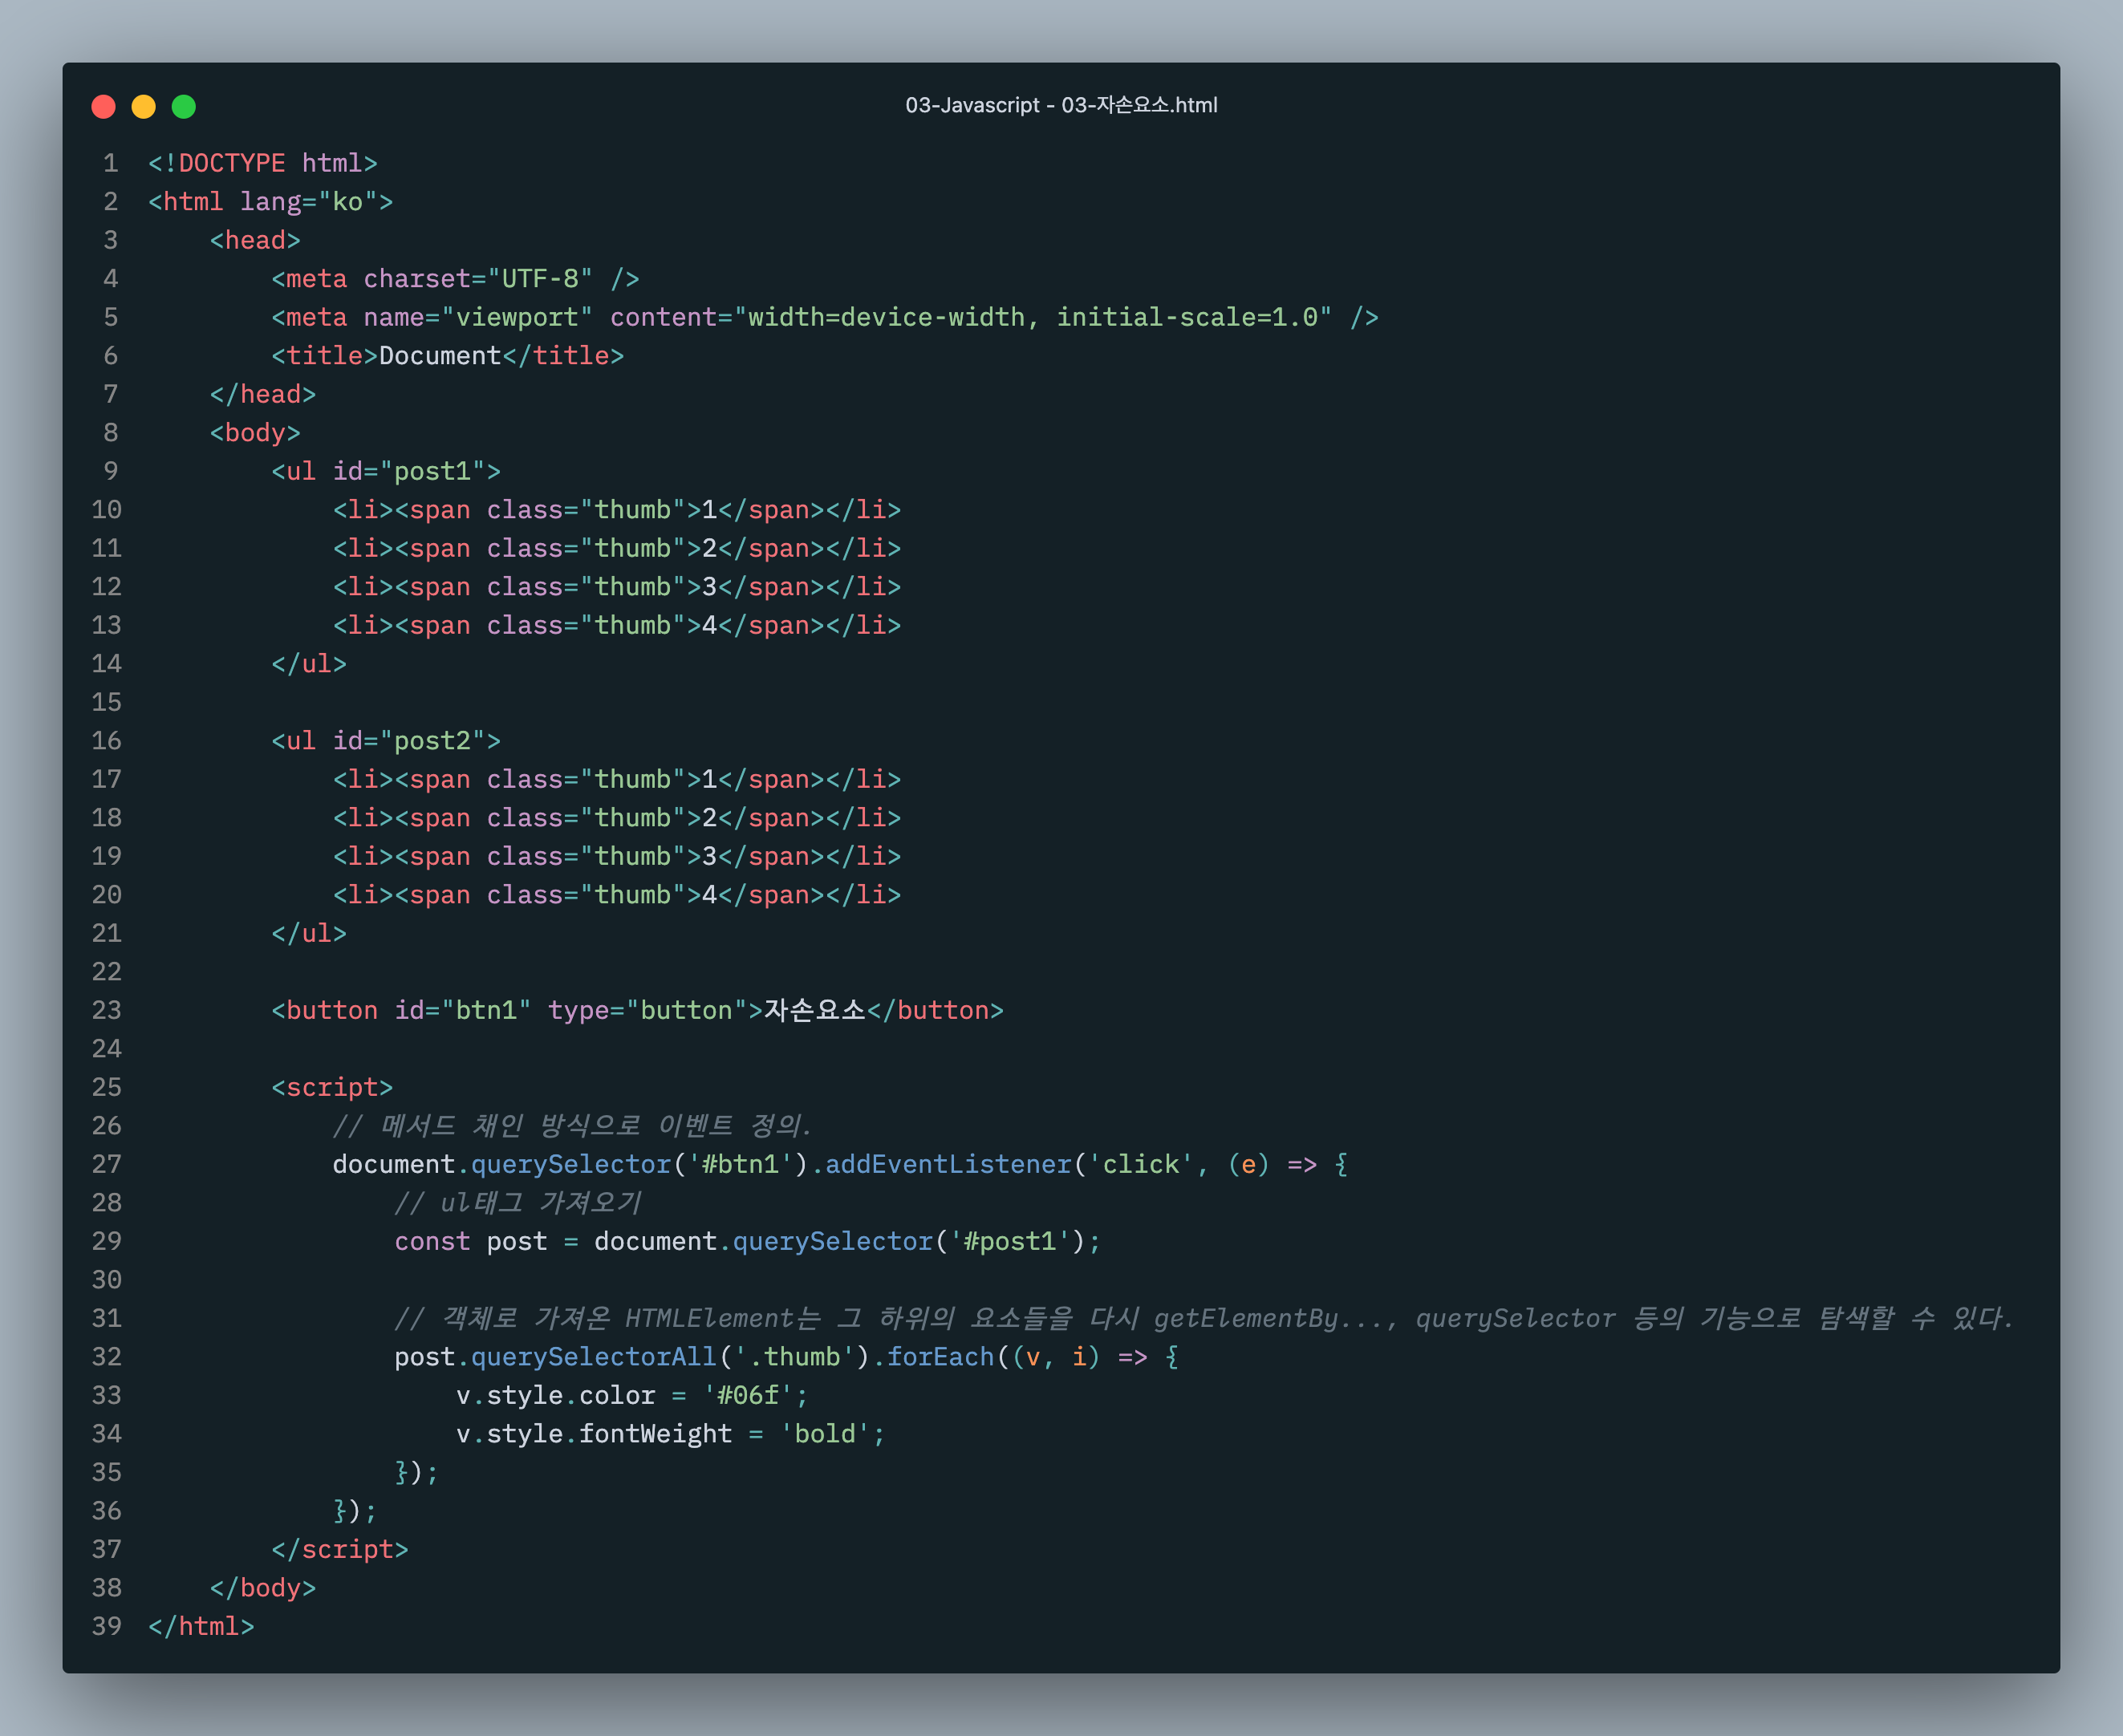 03-Javascript - 03-자손요소.html
1 <!DOCTYPE html>
2 <html lang="ko">
3     <head>
4         <meta charset="UTF-8" />
5         <meta name="viewport" content="width=device-width, initial-scale=1.0" />
6         <title>Document</title>
7     </head>
8     <body>
9         <ul id="post1">
10             <li><span class="thumb">1</span></li>
11             <li><span class="thumb">2</span></li>
12             <li><span class="thumb">3</span></li>
13             <li><span class="thumb">4</span></li>
14         </ul>
15
16         <ul id="post2">
17             <li><span class="thumb">1</span></li>
18             <li><span class="thumb">2</span></li>
19             <li><span class="thumb">3</span></li>
20             <li><span class="thumb">4</span></li>
21         </ul>
22
23         <button id="btn1" type="button">자손요소</button>
24
25         <script>
26             // 메서드 채인 방식으로 이벤트 정의.
27             document.querySelector('#btn1').addEventListener('click', (e) => {
28                 // ul태그 가져오기
29                 const post = document.querySelector('#post1');
30
31                 // 객체로 가져온 HTMLElement는 그 하위의 요소들을 다시 getElementBy..., querySelector 등의 기능으로 탐색할 수 있다.
32                 post.querySelectorAll('.thumb').forEach((v, i) => {
33                     v.style.color = '#06f';
34                     v.style.fontWeight = 'bold';
35                 });
36             });
37         </script>
38     </body>
39 </html>